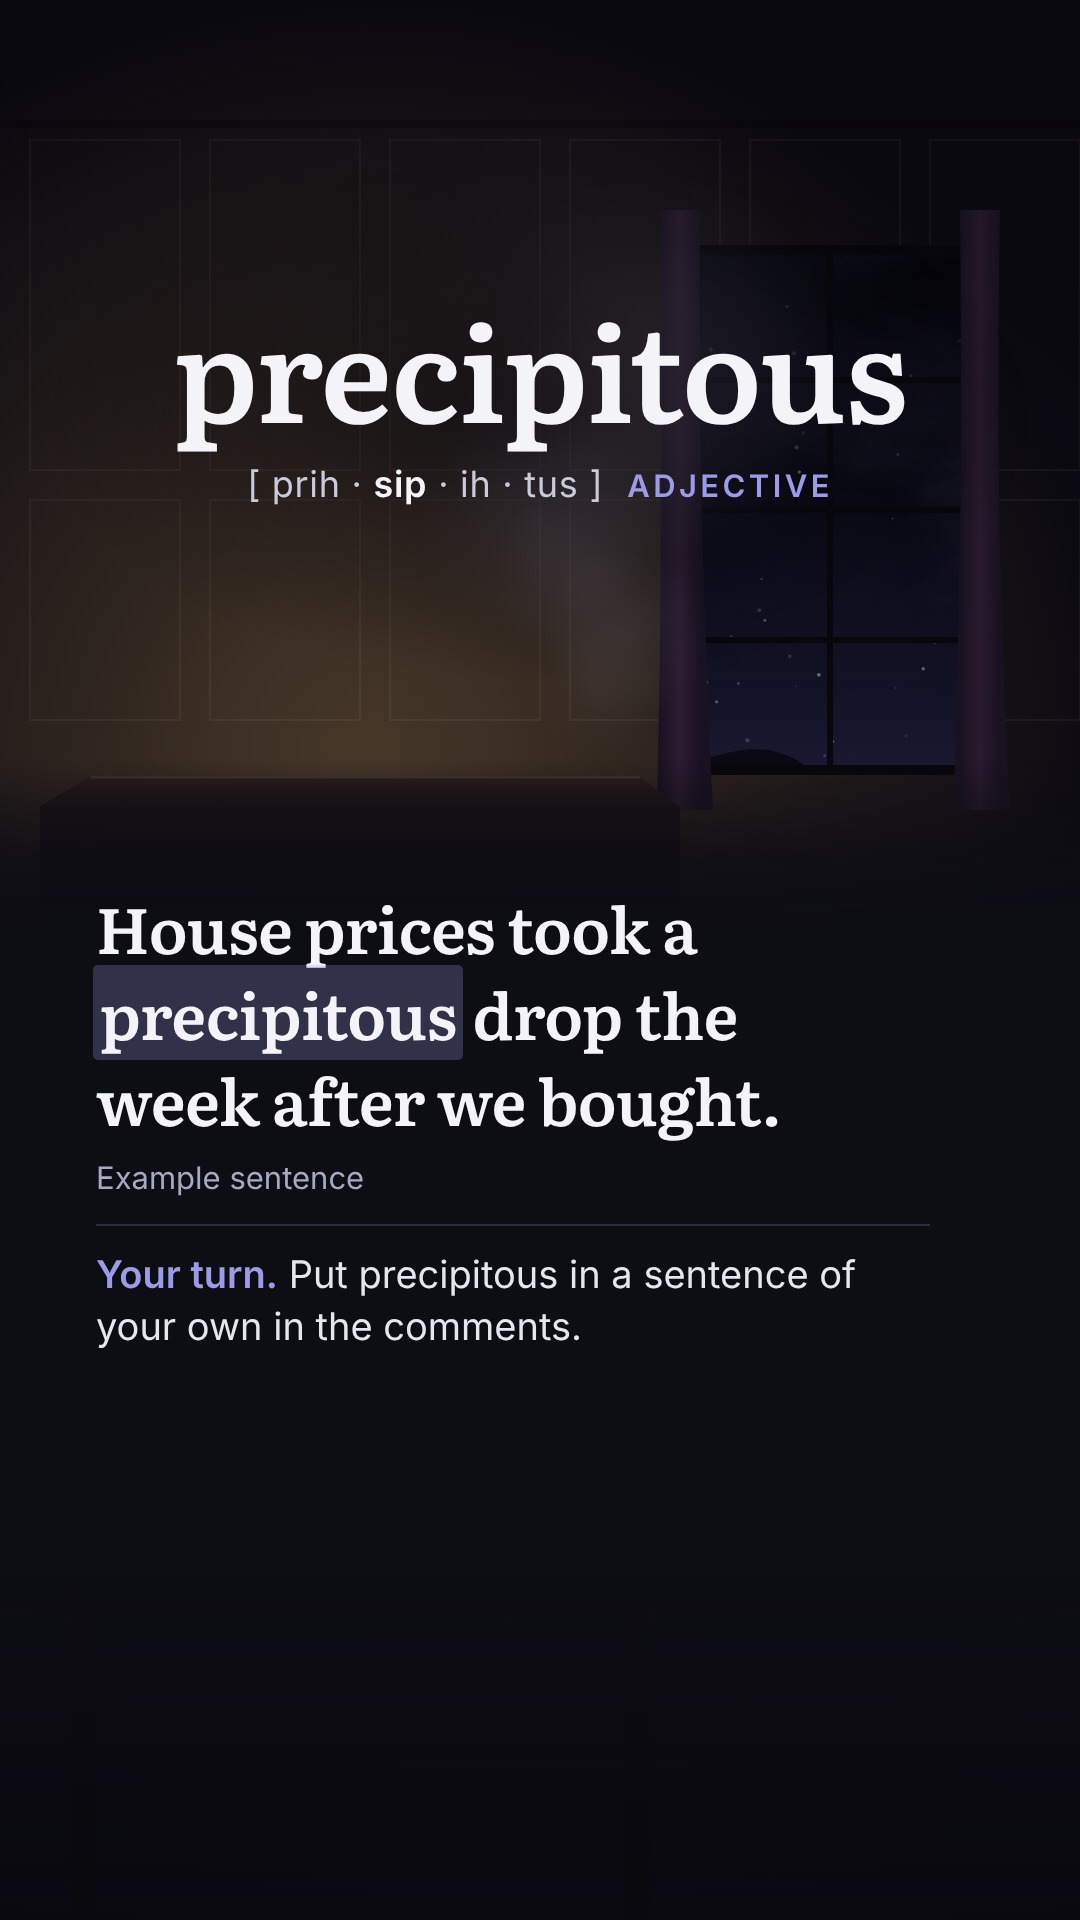 precipitous
[ prih · sip · ih · tus ] ADJECTIVE
House prices took a
precipitous drop the
week after we bought.
Example sentence
Your turn. Put precipitous in a sentence of
your own in the comments.